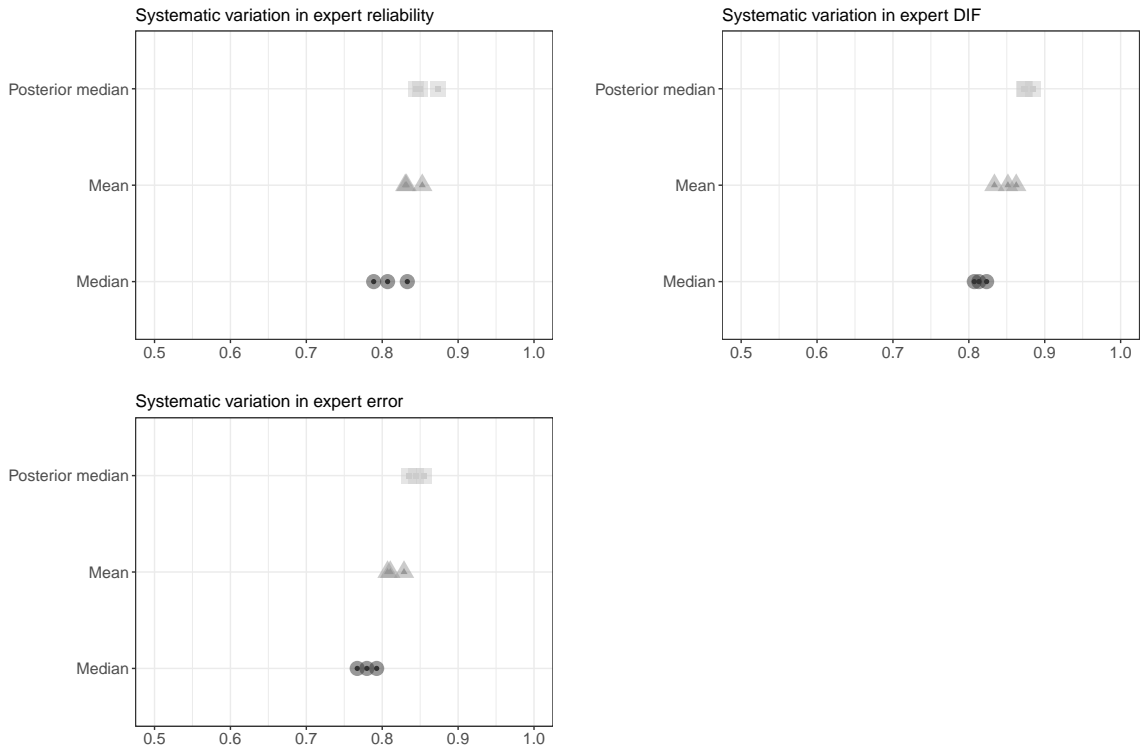 Systematic variation in expert reliability
Posterior median
Mean
Median
0.5 0.6 0.7 0.8 0.9 1.0
Systematic variation in expert DIF
Posterior median
Mean
Median
0.5 0.6 0.7 0.8 0.9 1.0
Systematic variation in expert error
Posterior median
Mean
Median
0.5 0.6 0.7 0.8 0.9 1.0